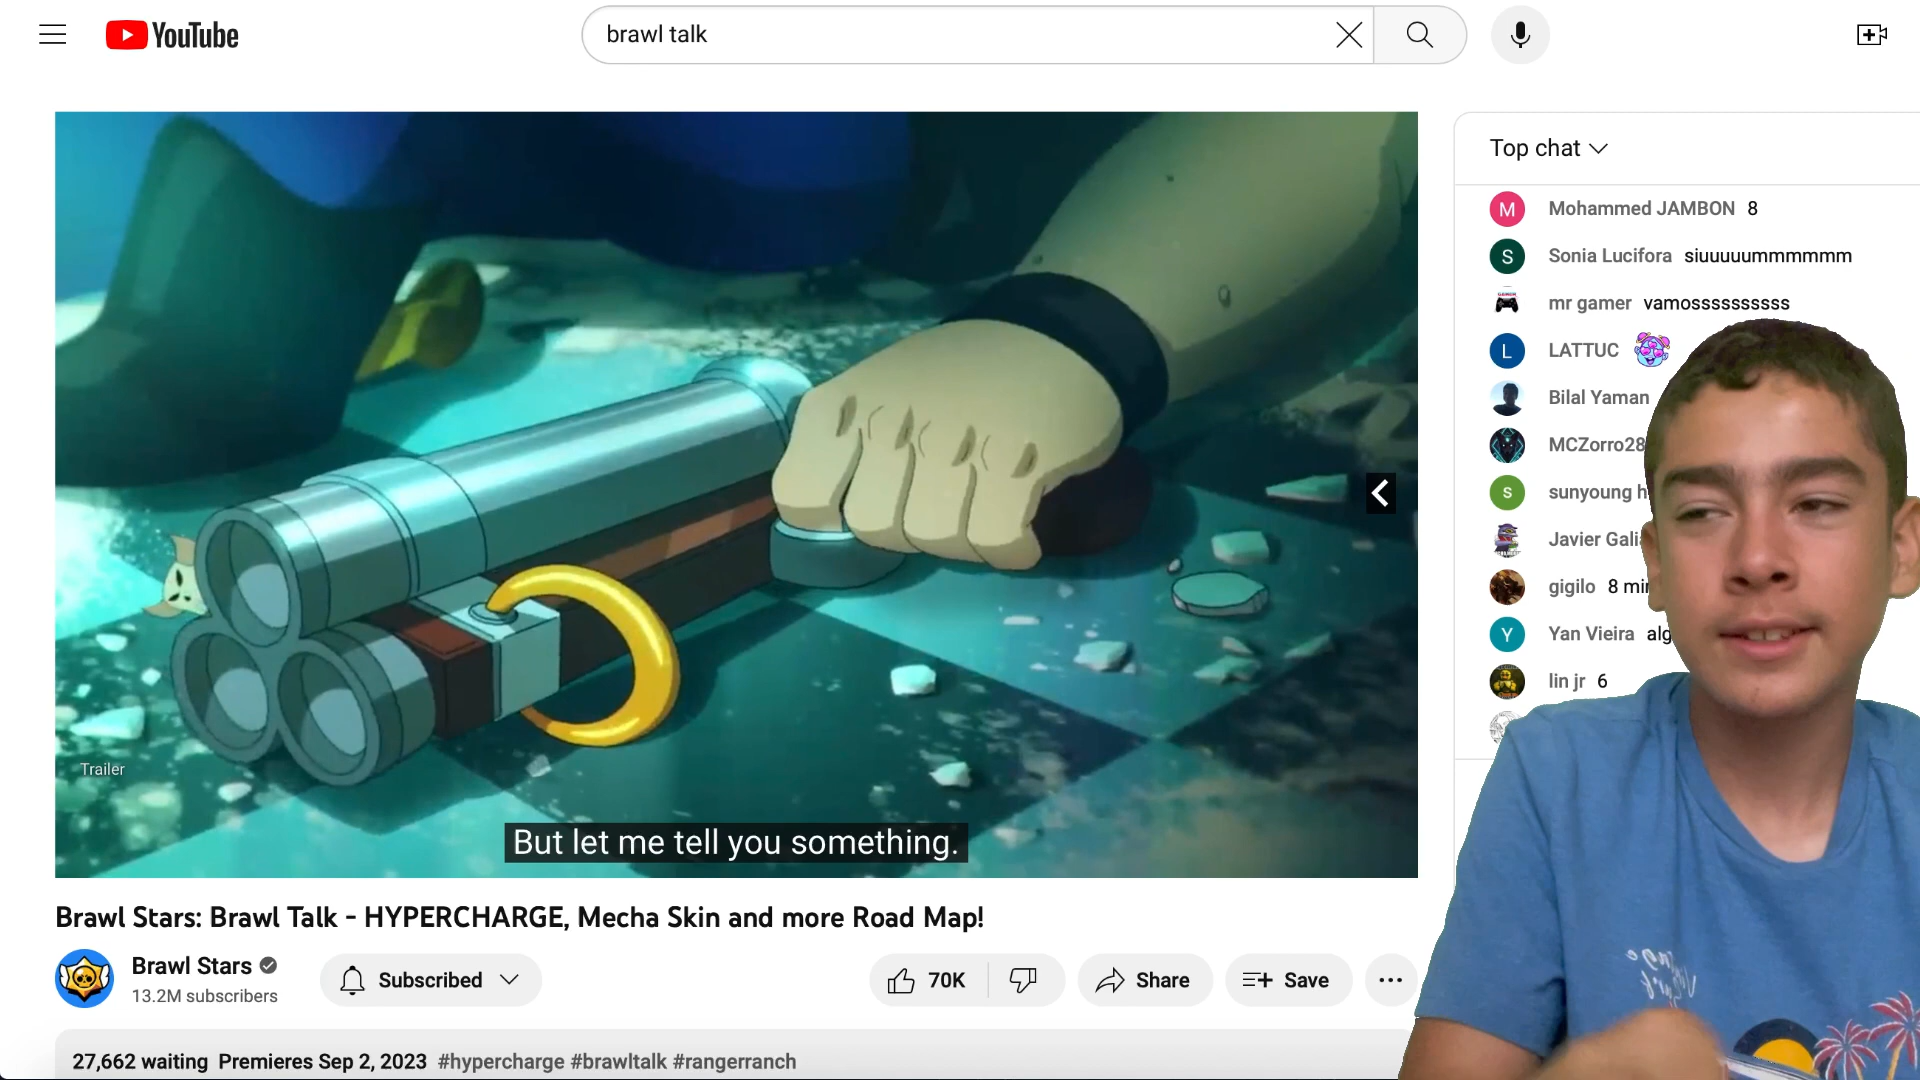 YouTube
brawl talk
Top chat
M Mohammed JAMBON 8
S Sonia Lucifora siuuuuummmmmm
mr gamer vamossssssssss
L LATTUC
Bilal Yaman
MCZorro28
s sunyoung h
Javier Gali
gigilo 8 min
Y Yan Vieira alg
lin jr 6
Trailer
But let me tell you something.
Brawl Stars: Brawl Talk - HYPERCHARGE, Mecha Skin and more Road Map!
Brawl Stars
13.2M subscribers
Subscribed
70K
Share
Save
27,662 waiting Premieres Sep 2, 2023 #hypercharge #brawltalk #rangerranch